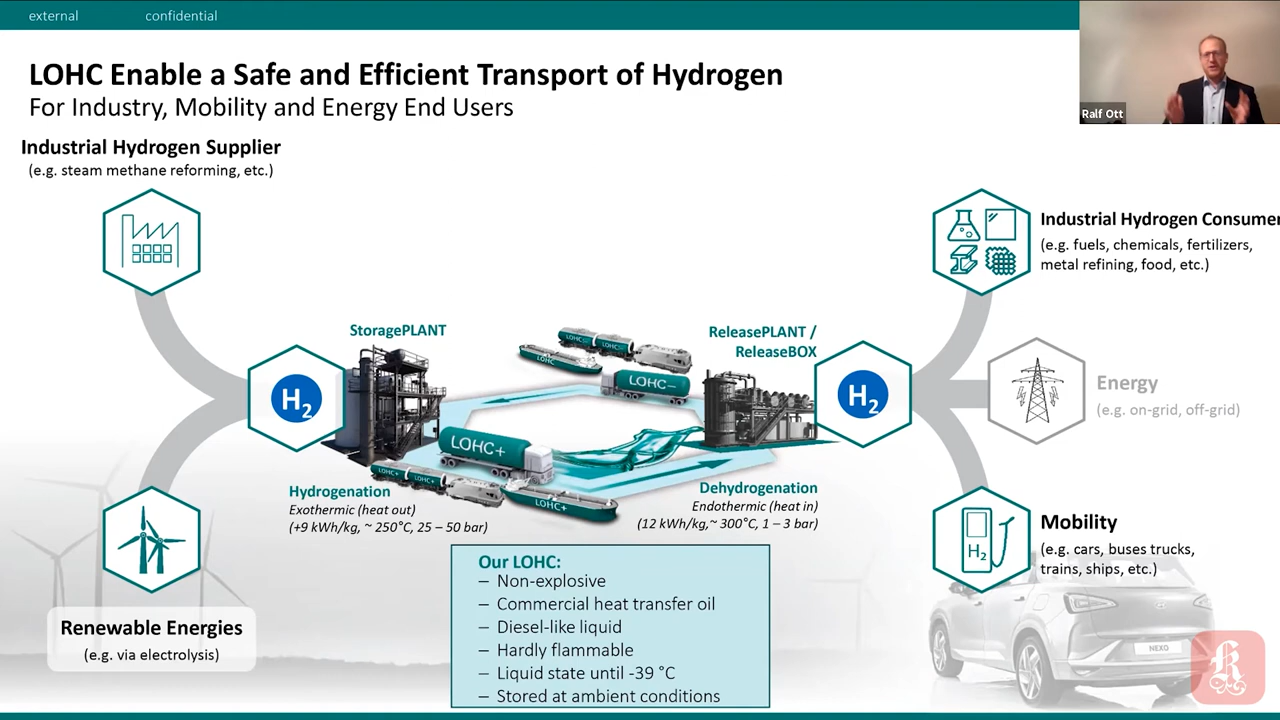 external confidential
LOHC Enable a Safe and Efficient Transport of Hydrogen
For Industry, Mobility and Energy End Users
Ralf Ott
Industrial Hydrogen Supplier
(e.g. steam methane reforming, etc.)
Industrial Hydrogen Consumer
(e.g. fuels, chemicals, fertilizers,
metal refining, food, etc.)
StoragePLANT
ReleasePLANT /
ReleaseBOX
LOHC
LOHC–
H2
H2
Energy
(e.g. on-grid, off-grid)
LOHC+
LOHC+
LOHC+
LOHC+
Hydrogenation
Exothermic (heat out)
(+9 kWh/kg, ~ 250°C, 25 – 50 bar)
Dehydrogenation
Endothermic (heat in)
(12 kWh/kg,~ 300°C, 1 – 3 bar)
H2
Mobility
(e.g. cars, buses trucks,
trains, ships, etc.)
Our LOHC:
– Non-explosive
– Commercial heat transfer oil
– Diesel-like liquid
– Hardly flammable
– Liquid state until -39 °C
– Stored at ambient conditions
Renewable Energies
(e.g. via electrolysis)
NEXO